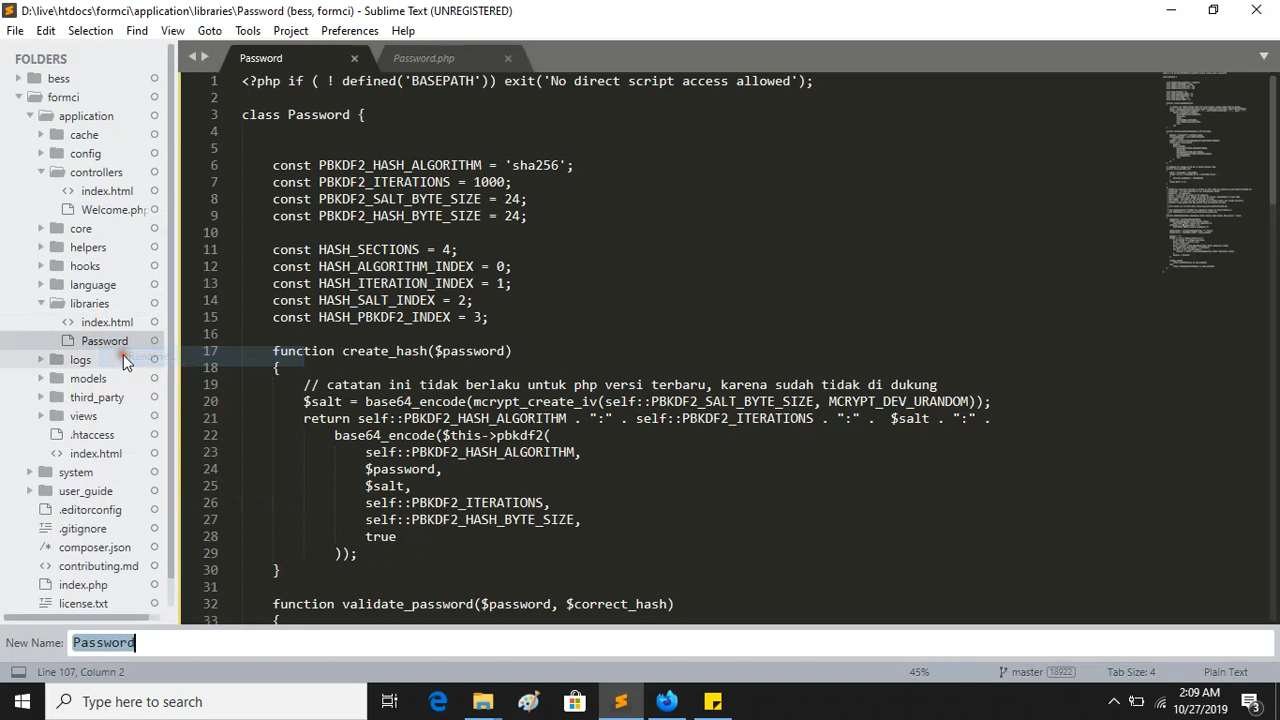 D:\live\htdocs\formci\application\libraries\Password (bess, formci) - Sublime Text (UNREGISTERED)
File Edit Selection Find View Goto Tools Project Preferences Help
FOLDERS
bess
formci
application
cache
config
controllers
index.html
Welcome.php
core
helpers
hooks
language
libraries
index.html
Password
logs
models
third_party
views
.htaccess
index.html
system
user_guide
.editorconfig
.gitignore
composer.json
contributing.md
index.php
license.txt
Password
Password.php
1 <?php if ( ! defined('BASEPATH')) exit('No direct script access allowed');
2
3 class Password {
4
5
6 const PBKDF2_HASH_ALGORITHM = 'sha256';
7 const PBKDF2_ITERATIONS = 1000;
8 const PBKDF2_SALT_BYTE_SIZE = 24;
9 const PBKDF2_HASH_BYTE_SIZE = 24;
10
11 const HASH_SECTIONS = 4;
12 const HASH_ALGORITHM_INDEX = 0;
13 const HASH_ITERATION_INDEX = 1;
14 const HASH_SALT_INDEX = 2;
15 const HASH_PBKDF2_INDEX = 3;
16
17 function create_hash($password)
18 {
19 // catatan ini tidak berlaku untuk php versi terbaru, karena sudah tidak di dukung
20 $salt = base64_encode(mcrypt_create_iv(self::PBKDF2_SALT_BYTE_SIZE, MCRYPT_DEV_URANDOM));
21 return self::PBKDF2_HASH_ALGORITHM . ":" . self::PBKDF2_ITERATIONS . ":" . $salt . ":" .
22 base64_encode($this->pbkdf2(
23 self::PBKDF2_HASH_ALGORITHM,
24 $password,
25 $salt,
26 self::PBKDF2_ITERATIONS,
27 self::PBKDF2_HASH_BYTE_SIZE,
28 true
29 ));
30 }
31
32 function validate_password($password, $correct_hash)
33 {
New Name: Password
Line 107, Column 2
45%
master 18922
Tab Size: 4
Plain Text
Type here to search
2:09 AM
10/27/2019
3